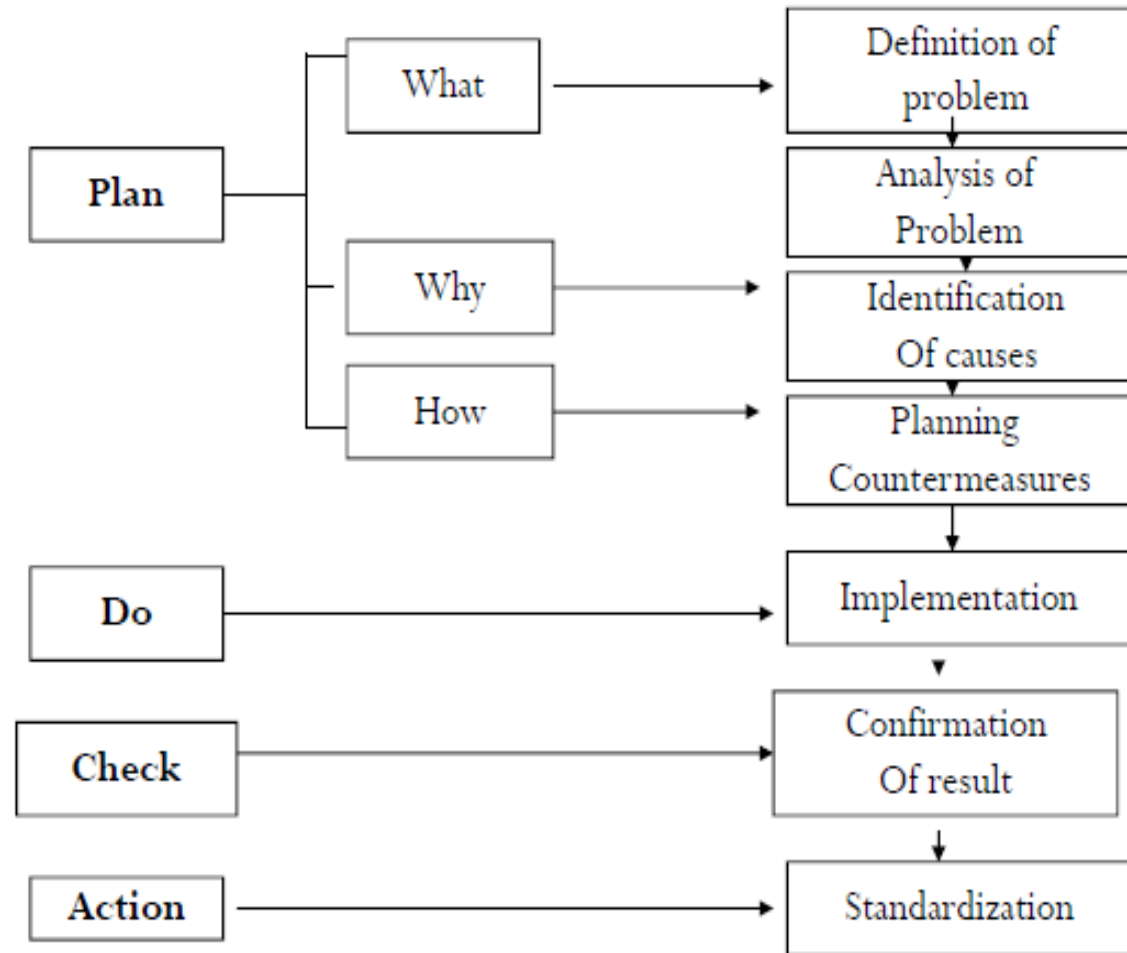 What
Definition of
problem
Plan
Analysis of
Problem
Why
Identification
Of causes
How
Planning
Countermeasures
Do
Implementation
Check
Confirmation
Of result
Action
Standardization